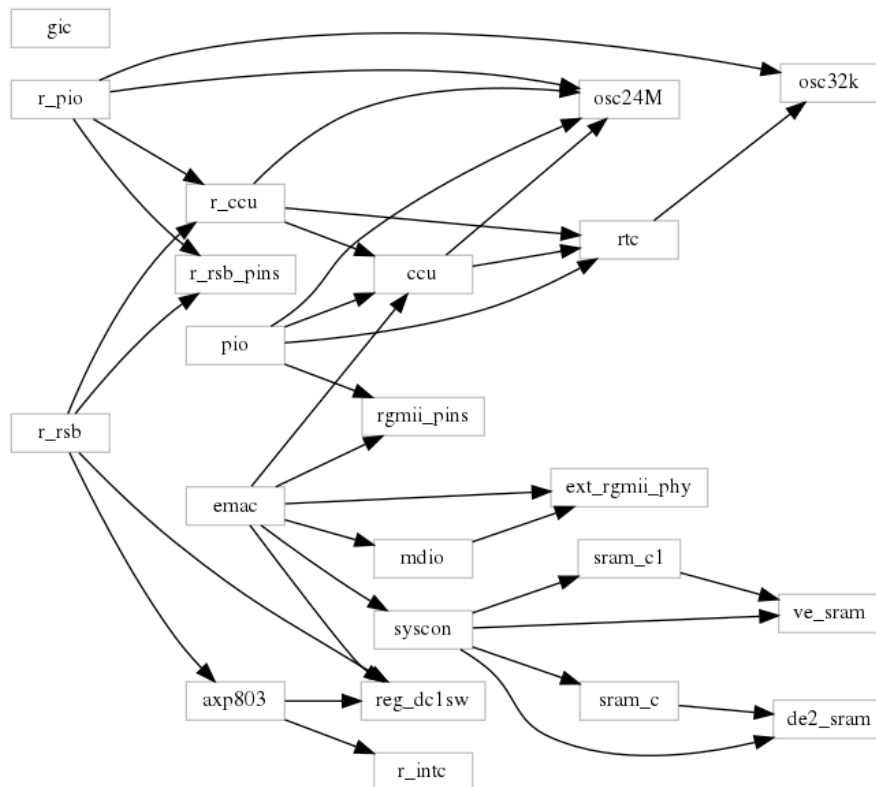 gic
r_pio
osc24M
osc32k
r_ccu
rtc
r_rsb_pins
ccu
pio
rgmii_pins
r_rsb
emac
ext_rgmii_phy
mdio
sram_c1
syscon
ve_sram
axp803
reg_dc1sw
sram_c
de2_sram
r_intc